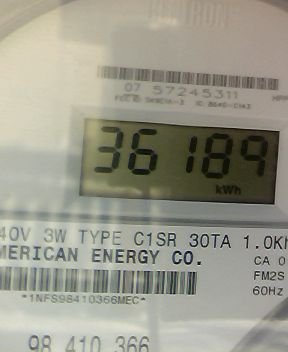 07 57245311
36189
kWh
40V 3W TYPE C1SR 30TA 1.0Kh
MERICAN ENERGY CO.
CA 0
FM2S
60Hz
*1NFS98410366MEC*
98 410 366